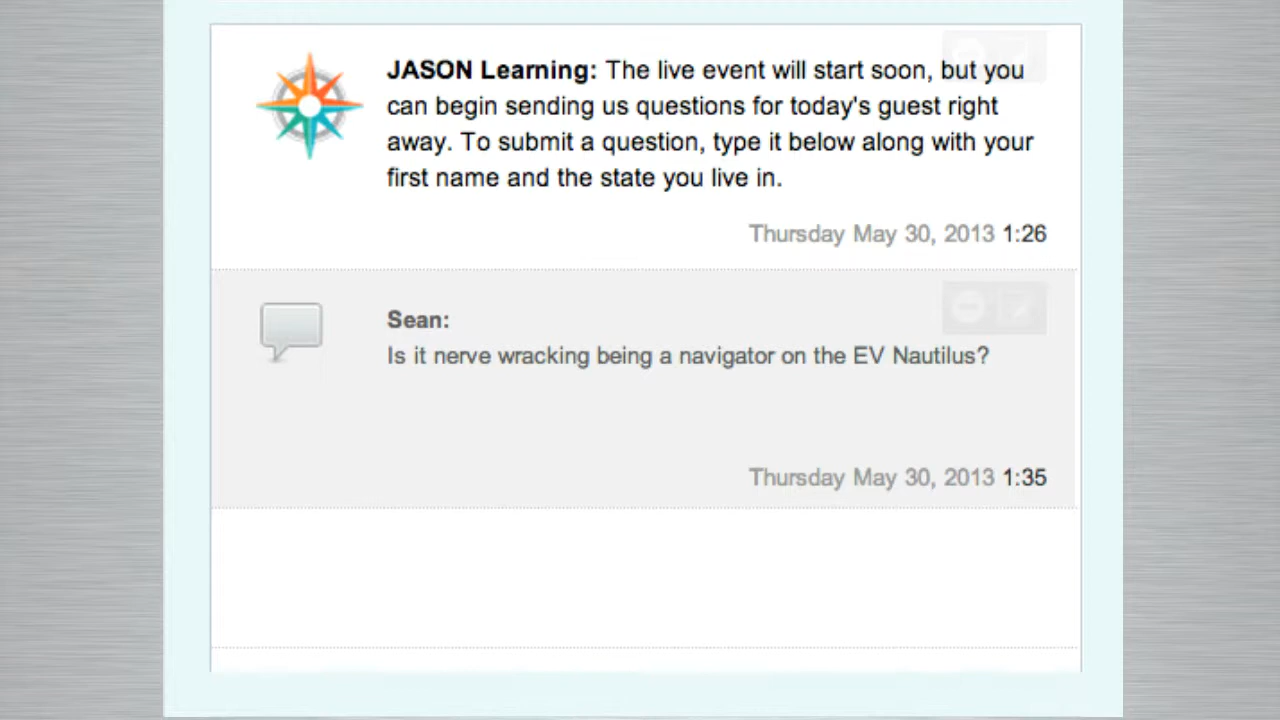 JASON Learning: The live event will start soon, but you
can begin sending us questions for today's guest right
away. To submit a question, type it below along with your
first name and the state you live in.
Thursday May 30, 2013 1:26
Sean:
Is it nerve wracking being a navigator on the EV Nautilus?
Thursday May 30, 2013 1:35